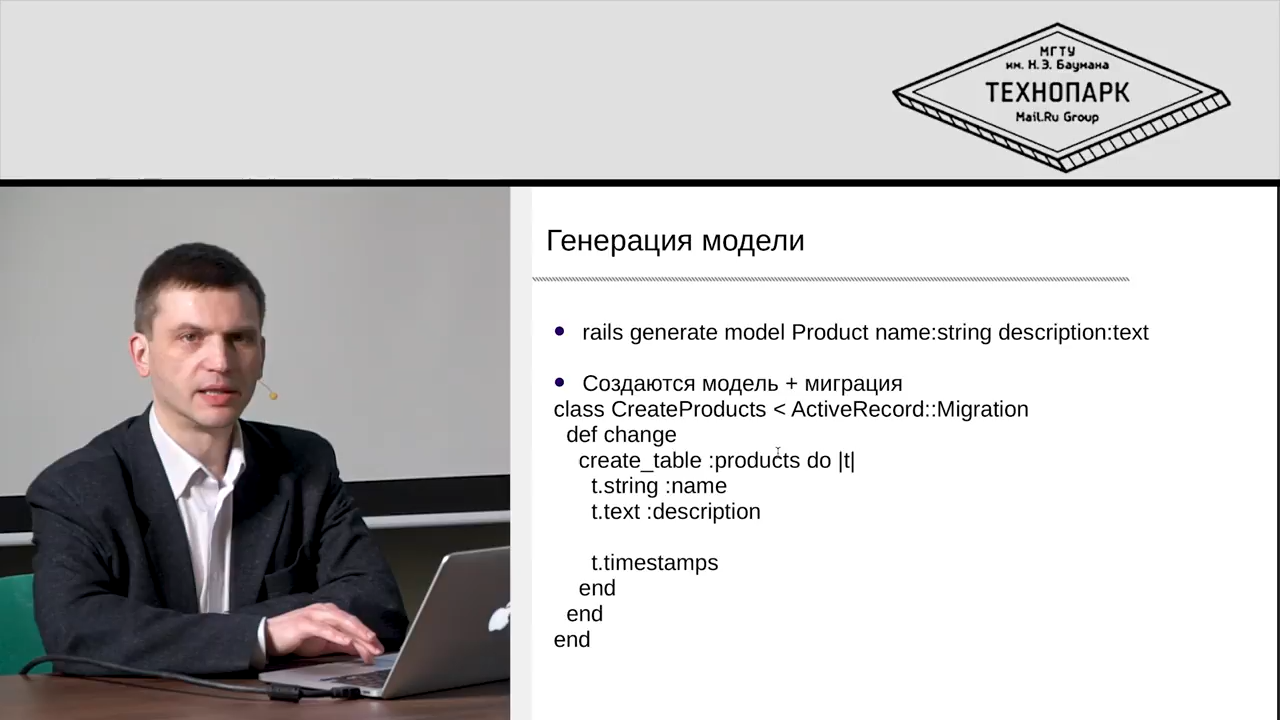 МГТУ
им. Н.Э. Баумана
ТЕХНОПАРК
Mail.Ru Group
Генерация модели
rails generate model Product name:string description:text
Создаются модель + миграция
class CreateProducts < ActiveRecord::Migration
def change
create_table :products do |t|
t.string :name
t.text :description
t.timestamps
end
end
end